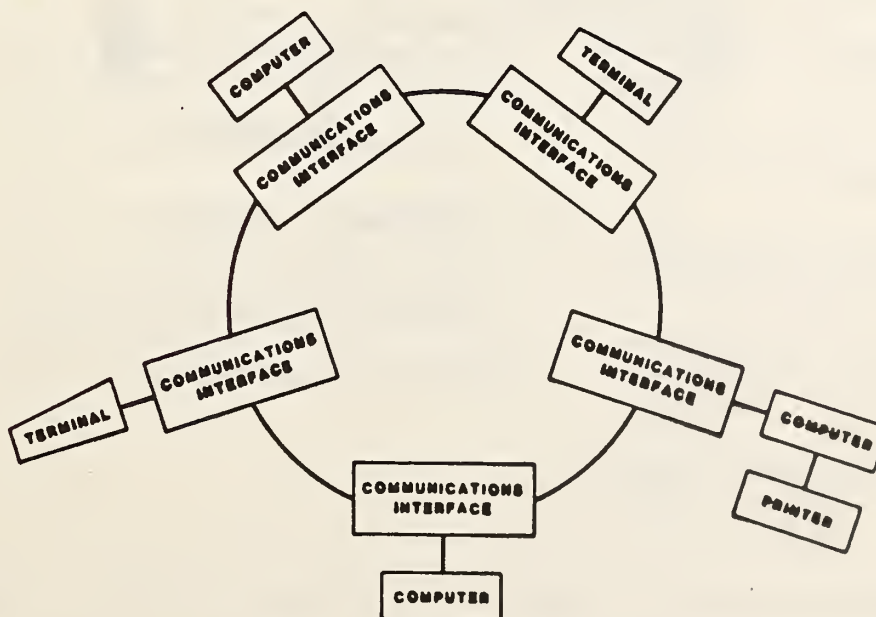 COMPUTER
COMMUNICATIONS
INTERFACE
TERMINAL
COMMUNICATIONS
INTERFACE
COMMUNICATIONS
INTERFACE
TERMINAL
COMMUNICATIONS
INTERFACE
COMPUTER
PRINTER
COMMUNICATIONS
INTERFACE
COMPUTER